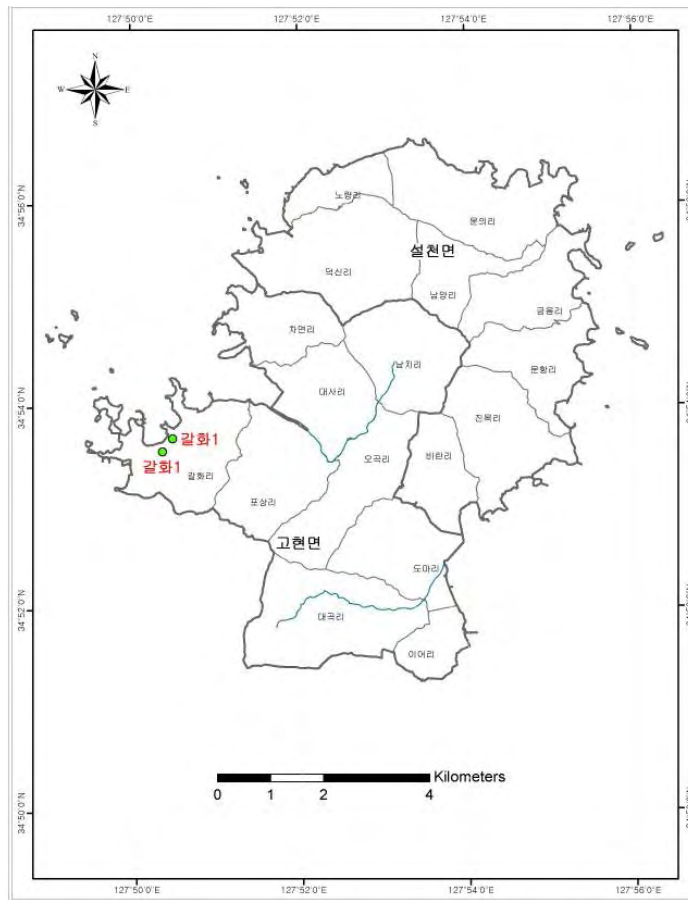 127°50'0"E 127°52'0"E 127°54'0"E 127°56'0"E
N
W E
S
34°56'0"N
노량리
문의리
설천면
덕신리
남양리
금음리
차면리
남치리
문항리
대사리
34°54'0"N
진목리
갈화1
오곡리
비란리
갈화1
갈화리
포상리
고현면
도마리
34°52'0"N
대곡리
이어리
Kilometers
0 1 2 4
34°50'0"N
127°50'0"E 127°52'0"E 127°54'0"E 127°56'0"E